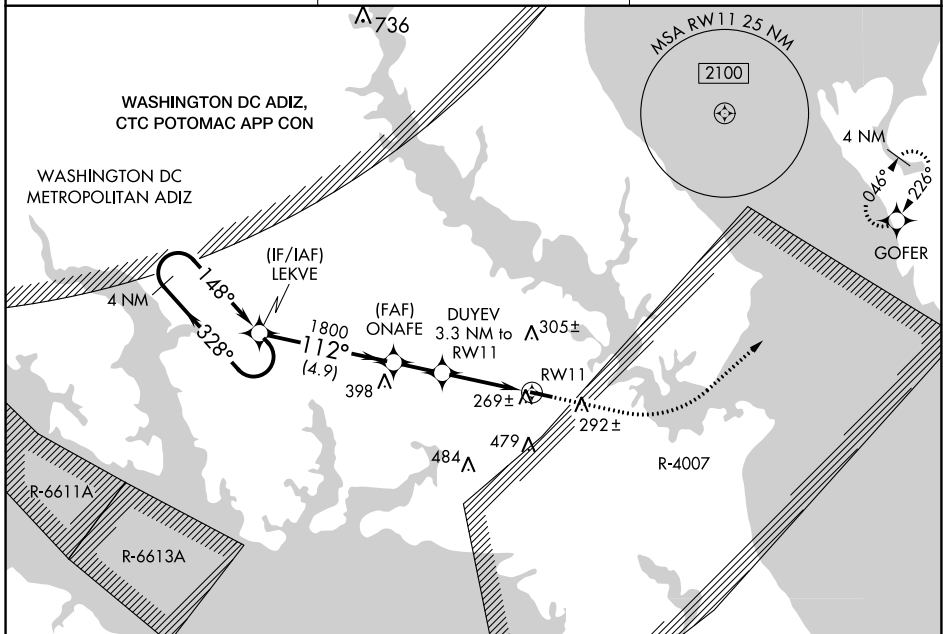 736
MSA RW11 25 NM
2100
WASHINGTON DC ADIZ,
CTC POTOMAC APP CON
WASHINGTON DC
METROPOLITAN ADIZ
4 NM
046°
226°
GOFER
(IF/IAF)
LEKVE
4 NM
148°
328°
1800
112°
(4.9)
(FAF)
ONAFE
DUYEV
3.3 NM to
RW11
305±
398
RW11
269±
292±
479
484
R-4007
R-6611A
R-6613A